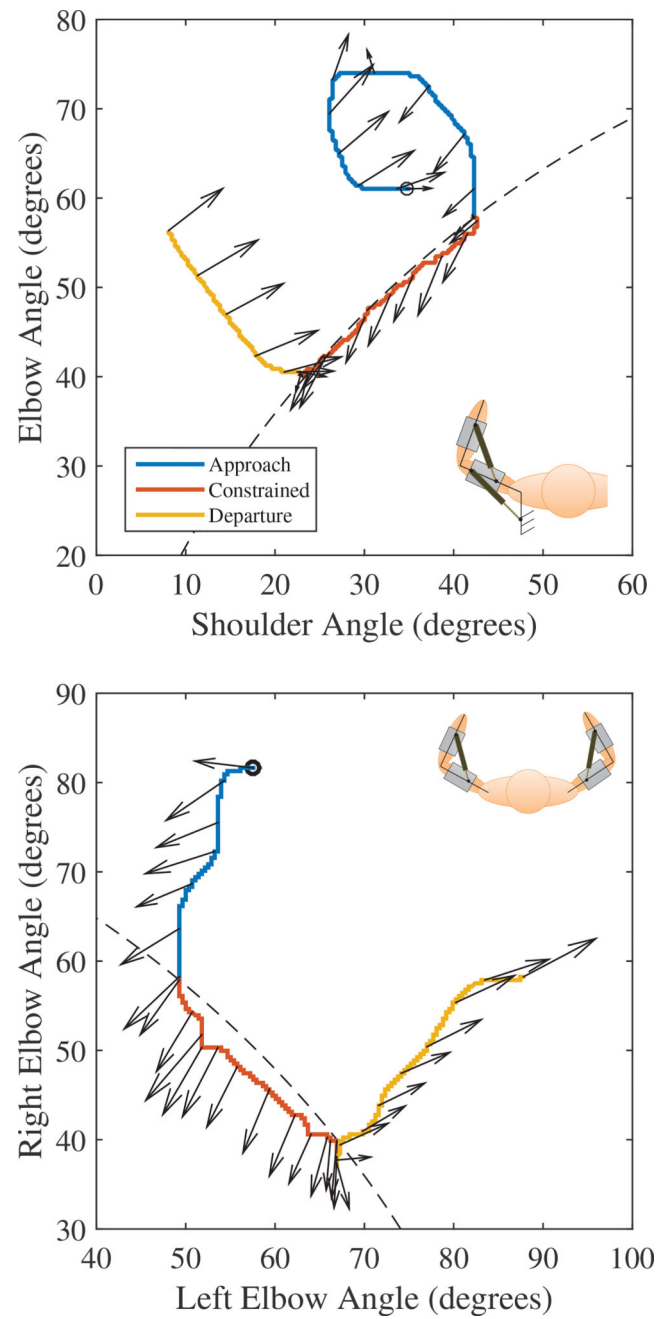 80
70
60
50
40
30
20
Elbow Angle (degrees)
Approach
Constrained
Departure
0 10 20 30 40 50 60
Shoulder Angle (degrees)
90
80
70
60
50
40
30
Right Elbow Angle (degrees)
40 50 60 70 80 90 100
Left Elbow Angle (degrees)